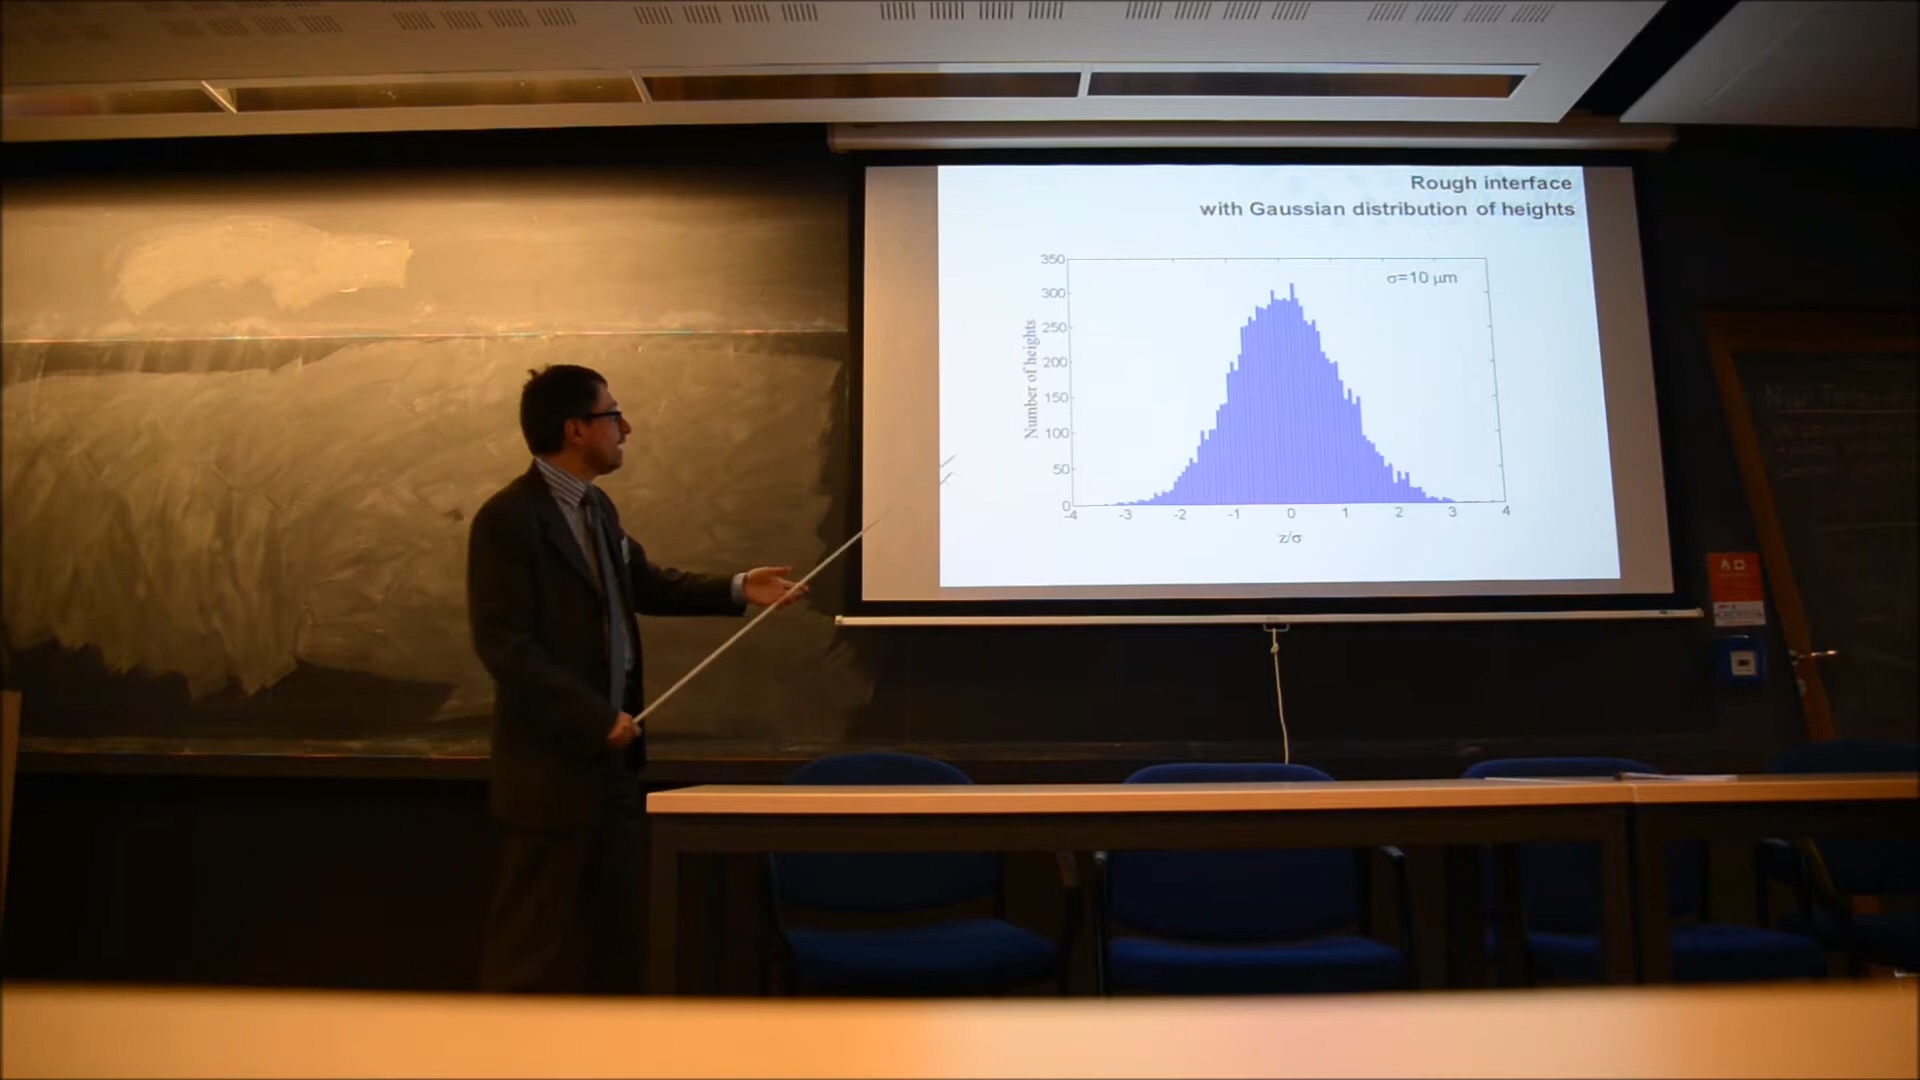 Rough interface
with Gaussian distribution of heights
σ=10 μm
Number of heights
350
300
250
200
150
100
50
0
-4 -3 -2 -1 0 1 2 3 4
z/σ